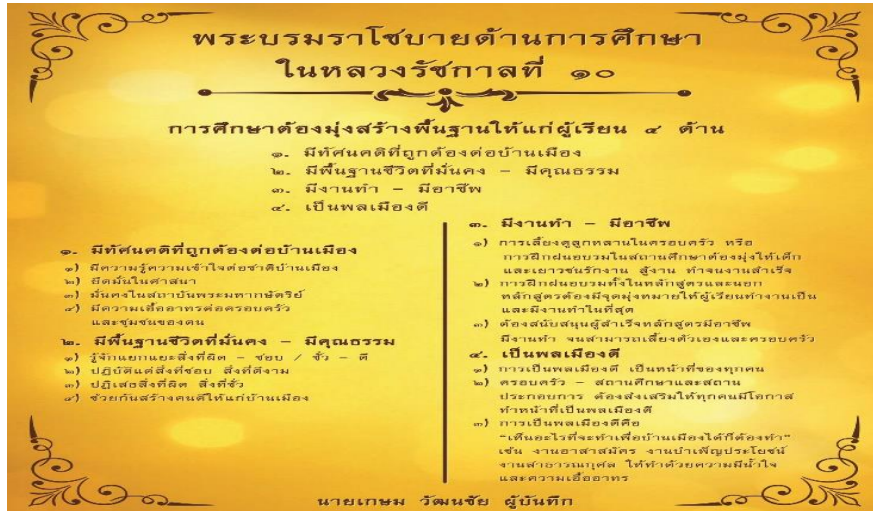 พระบรมราโชบายด้านการศึกษา
ในหลวงรัชกาลที่ ๑๐
การศึกษาต้องมุ่งสร้างพื้นฐานให้แก่ผู้เรียน ๔ ด้าน
๑. มีทัศนคติที่ถูกต้องต่อบ้านเมือง
๒. มีพื้นฐานชีวิตที่มั่นคง – มีคุณธรรม
๓. มีงานทำ – มีอาชีพ
๔. เป็นพลเมืองดี
๑. มีทัศนคติที่ถูกต้องต่อบ้านเมือง
๑) มีความรู้ความเข้าใจต่อชาติบ้านเมือง
๒) ยึดมั่นในศาสนา
๓) มั่นคงในสถาบันพระมหากษัตริย์
๔) มีความเอื้ออาทรต่อครอบครัว
และชุมชนของตน
๒. มีพื้นฐานชีวิตที่มั่นคง – มีคุณธรรม
๑) รู้จักแยกแยะสิ่งที่ผิด – ชอบ / ชั่ว – ดี
๒) ปฏิบัติแต่สิ่งที่ชอบ สิ่งที่ดีงาม
๓) ปฏิเสธสิ่งที่ผิด สิ่งที่ชั่ว
๔) ช่วยกันสร้างคนดีให้แก่บ้านเมือง
๓. มีงานทำ – มีอาชีพ
๑) การเลี้ยงดูลูกหลานในครอบครัว หรือ
การฝึกฝนอบรมในสถานศึกษาต้องมุ่งให้เด็ก
และเยาวชนรักงาน สู้งาน ทำจนงานสำเร็จ
๒) การฝึกฝนอบรมทั้งในหลักสูตรและนอก
หลักสูตรต้องมีจุดมุ่งหมายให้ผู้เรียนทำงานเป็น
และมีงานทำในที่สุด
๓) ต้องสนับสนุนผู้สำเร็จหลักสูตรมีอาชีพ
มีงานทำ จนสามารถเลี้ยงตัวเองและครอบครัว
๔. เป็นพลเมืองดี
๑) การเป็นพลเมืองดี เป็นหน้าที่ของทุกคน
๒) ครอบครัว – สถานศึกษาและสถาน
ประกอบการ ต้องส่งเสริมให้ทุกคนมีโอกาส
ทำหน้าที่เป็นพลเมืองดี
๓) การเป็นพลเมืองดีคือ
“เห็นอะไรที่จะทำเพื่อบ้านเมืองได้ก็ต้องทำ”
เช่น งานอาสาสมัคร งานบำเพ็ญประโยชน์
งานสาธารณกุศล ให้ทำด้วยความมีน้ำใจ
และความเอื้ออาทร
นายเกษม วัฒนชัย ผู้บันทึก